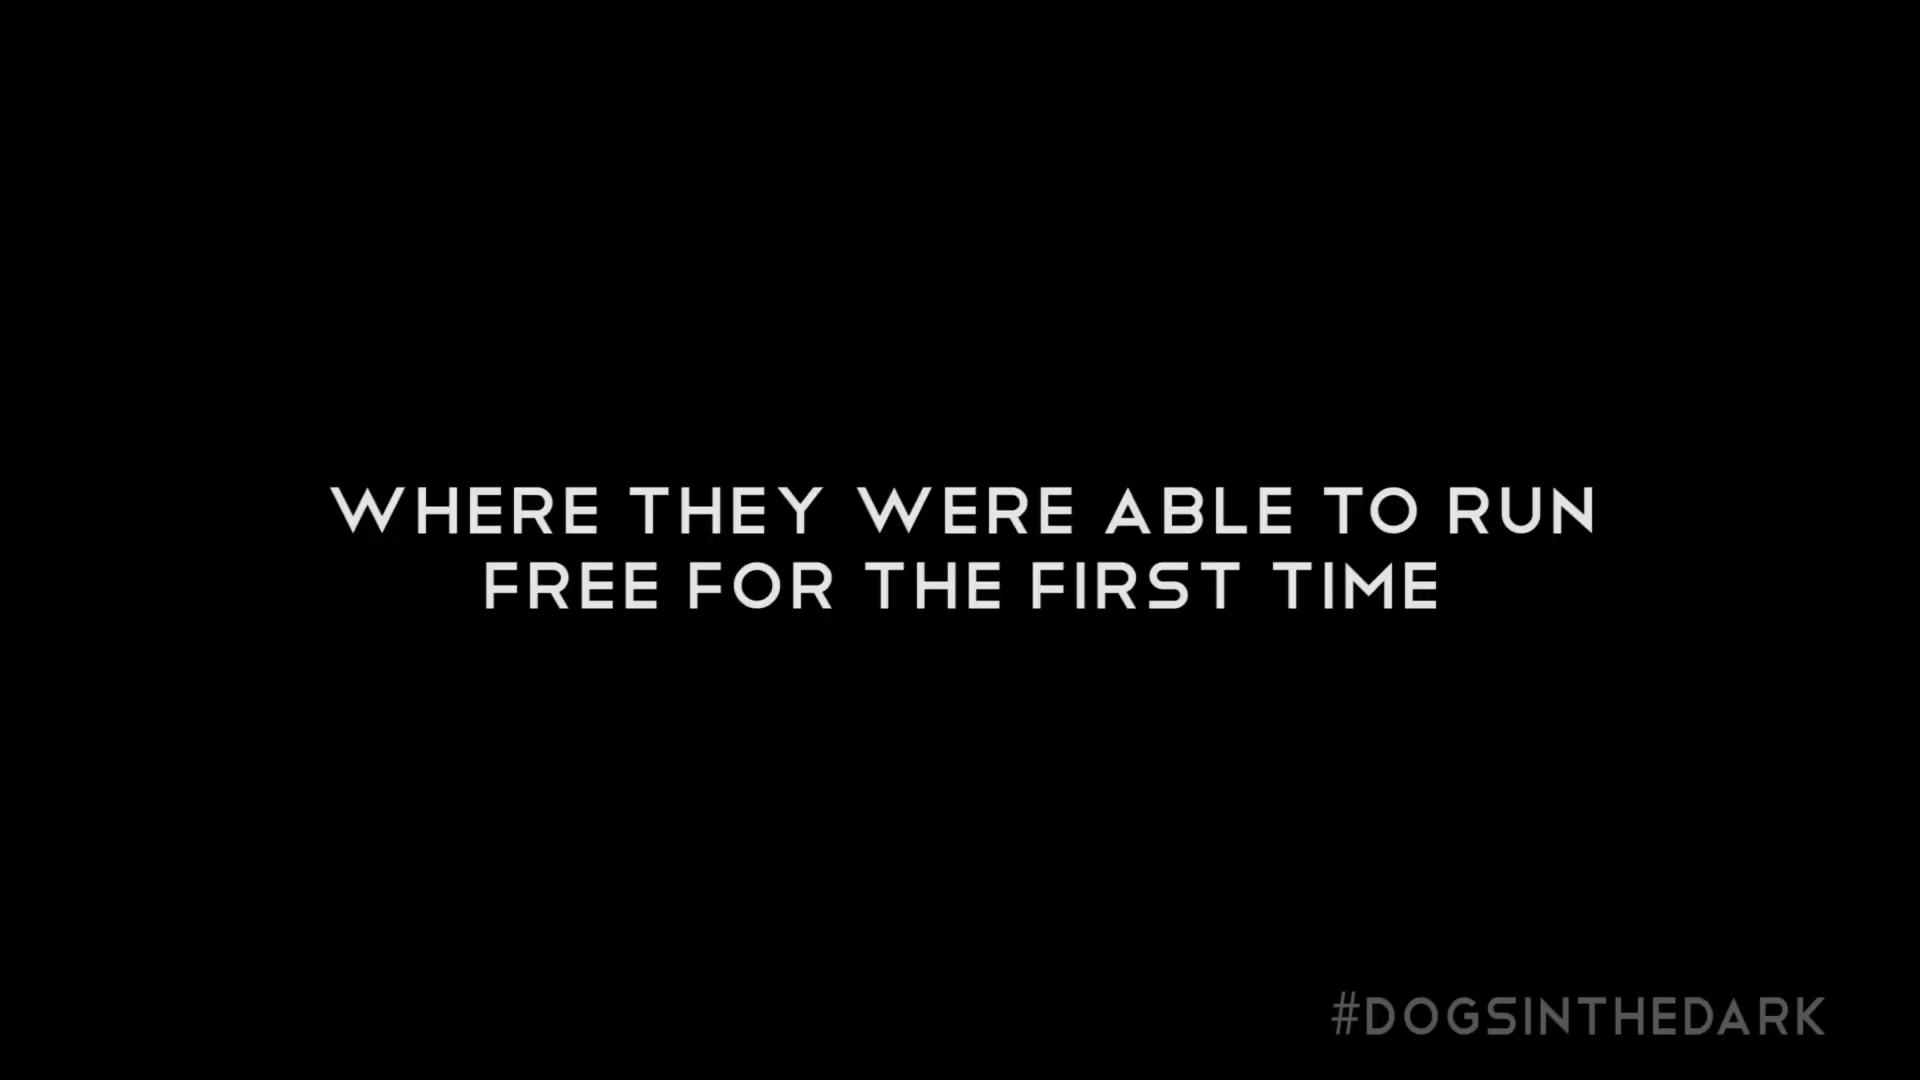 WHERE THEY WERE ABLE TO RUN
FREE FOR THE FIRST TIME
#DOGSINTHEDARK